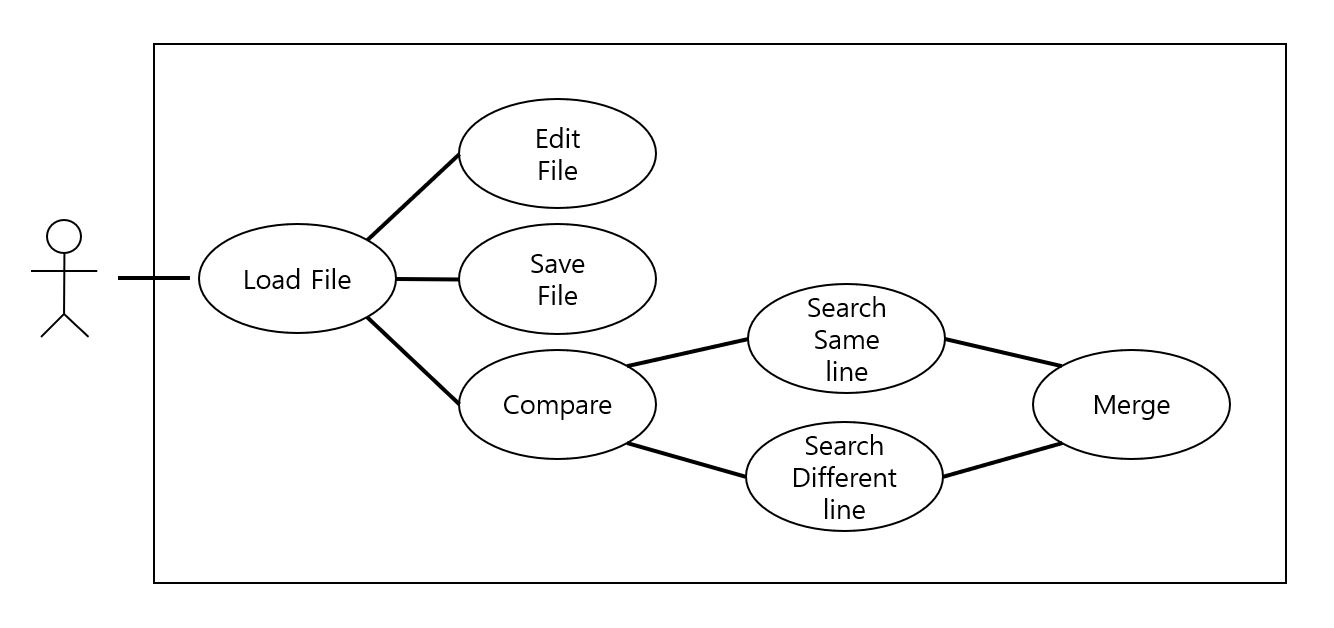 Edit
File
Load File
Save
File
Compare
Search
Same
line
Search
Different
line
Merge